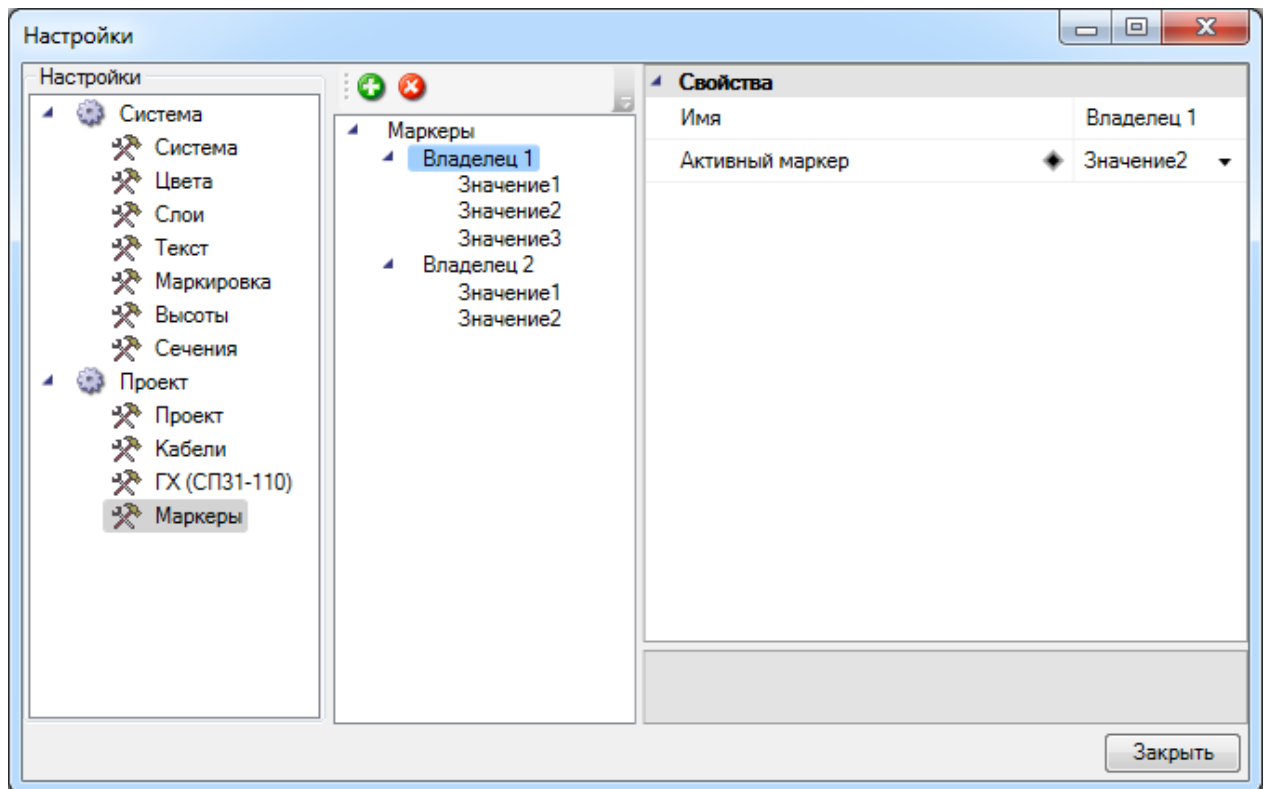 Настройки
Настройки
Система
Система
Цвета
Слои
Текст
Маркировка
Высоты
Сечения
Проект
Проект
Кабели
ГХ (СП31-110)
Маркеры
Маркеры
Владелец 1
Значение1
Значение2
Значение3
Владелец 2
Значение1
Значение2
Свойства
Имя Владелец 1
Активный маркер Значение2
Закрыть